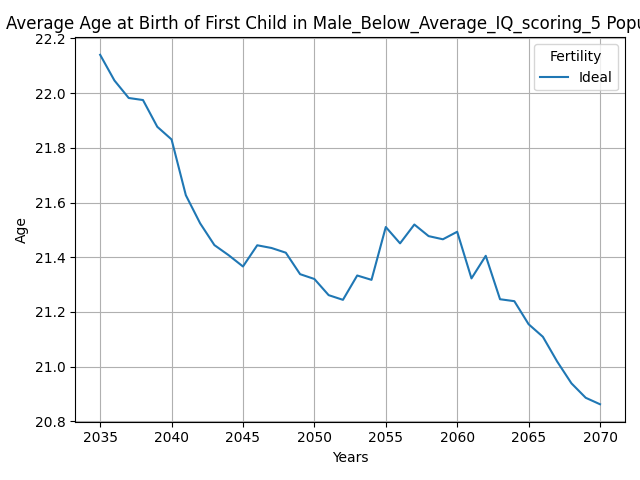 Average Age at Birth of First Child in Male_Below_Average_IQ_scoring_5 Popu
22.2
22.0
21.8
21.6
21.4
21.2
21.0
20.8
Age
Fertility
Ideal
2035 2040 2045 2050 2055 2060 2065 2070
Years